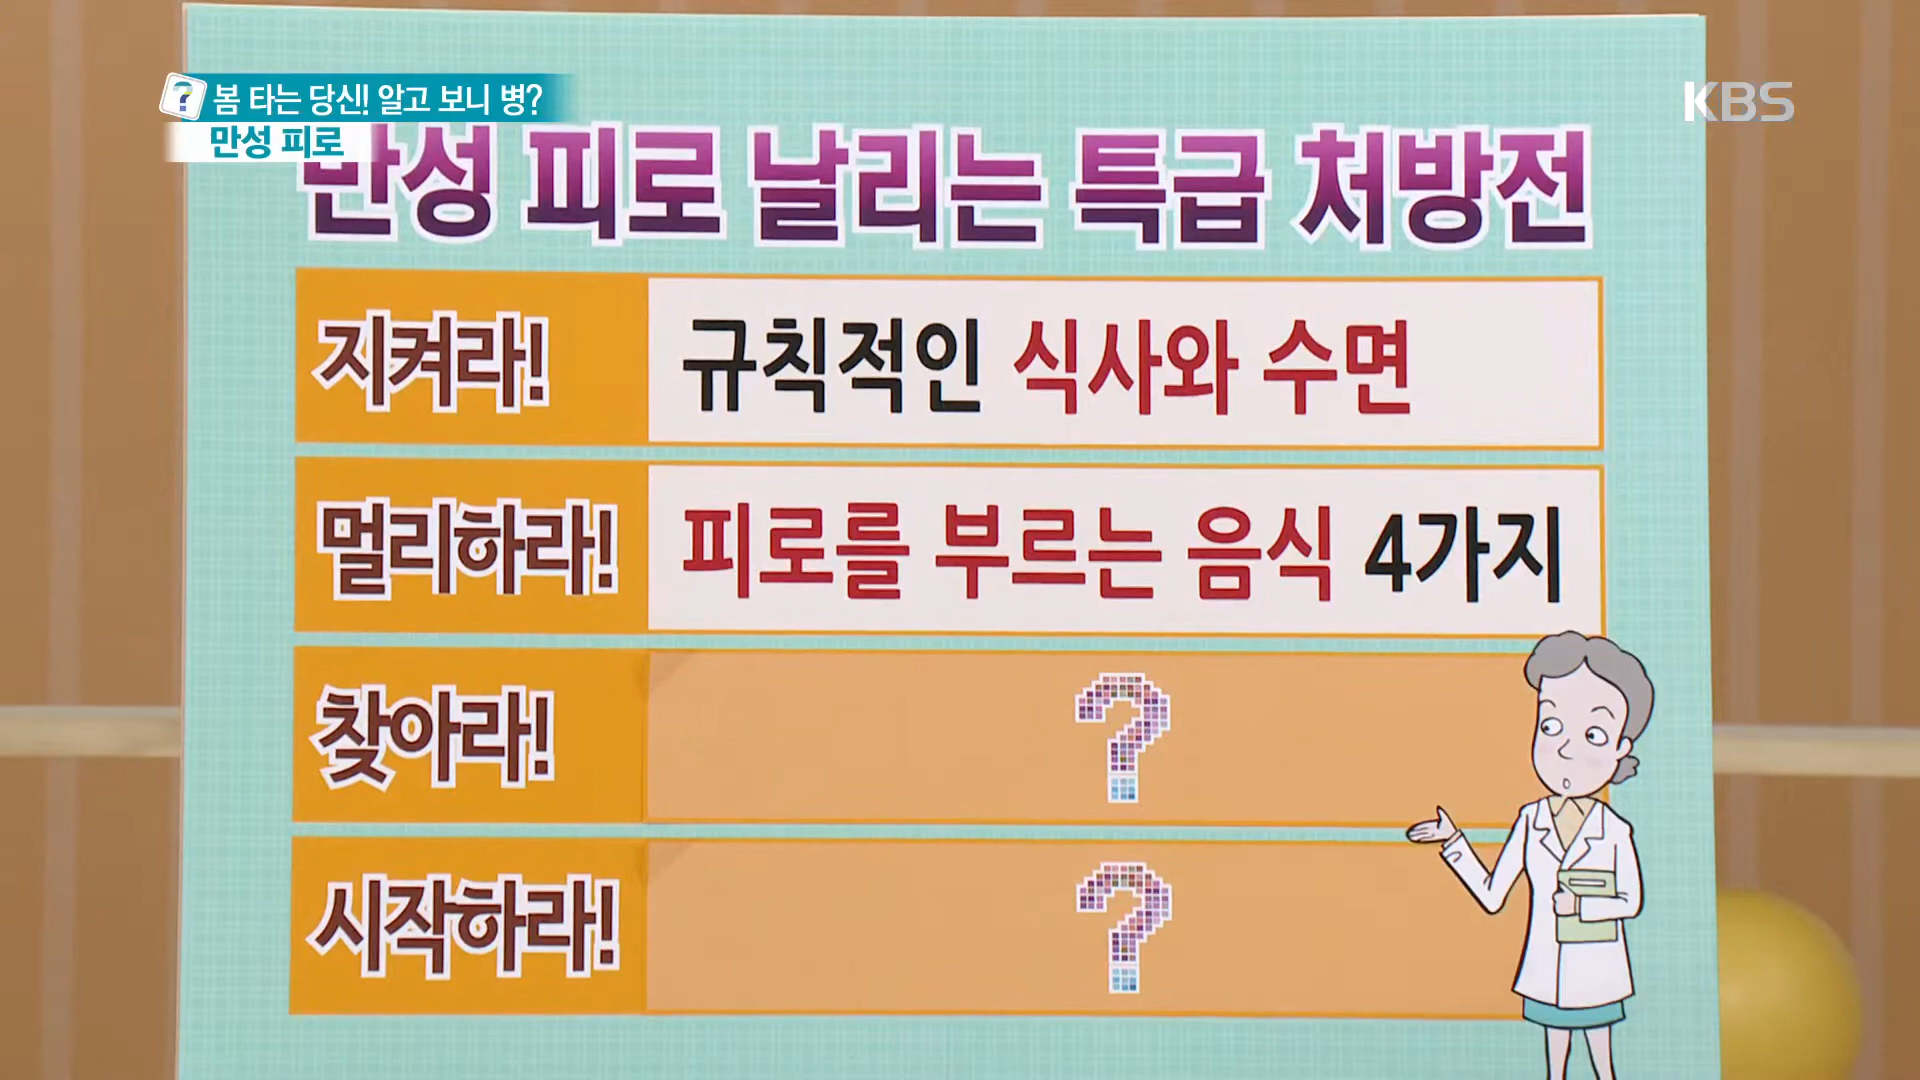 봄 타는 당신! 알고 보니 병?
KBS
만성 피로
만성 피로 날리는 특급 처방전
지켜라! 규칙적인 식사와 수면
멀리하라! 피로를 부르는 음식 4가지
찾아라! ?
시작하라! ?